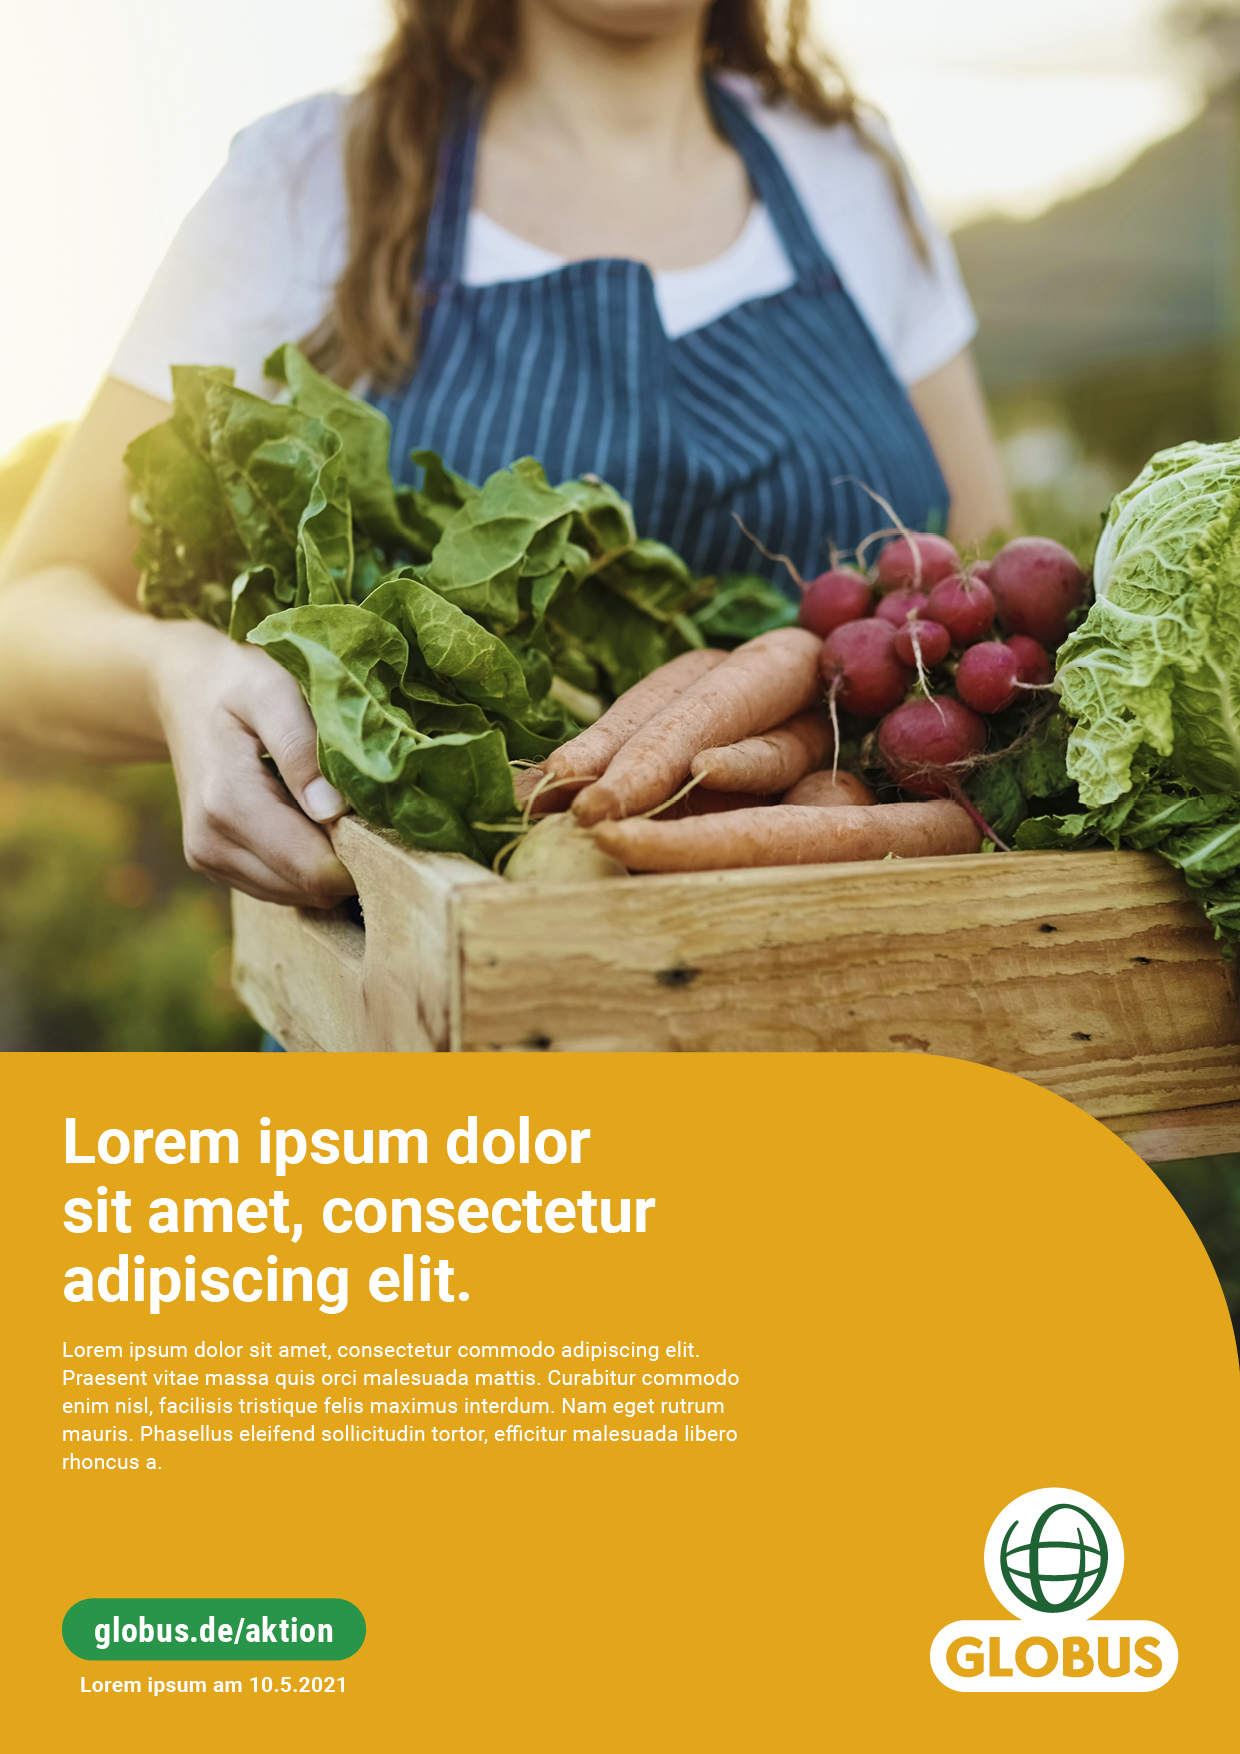 Lorem ipsum dolor
sit amet, consectetur
adipiscing elit.
Lorem ipsum dolor sit amet, consectetur commodo adipiscing elit.
Praesent vitae massa quis orci malesuada mattis. Curabitur commodo
enim nisl, facilisis tristique felis maximus interdum. Nam eget rutrum
mauris. Phasellus eleifend sollicitudin tortor, efficitur malesuada libero
rhoncus a.
globus.de/aktion
Lorem ipsum am 10.5.2021
GLOBUS